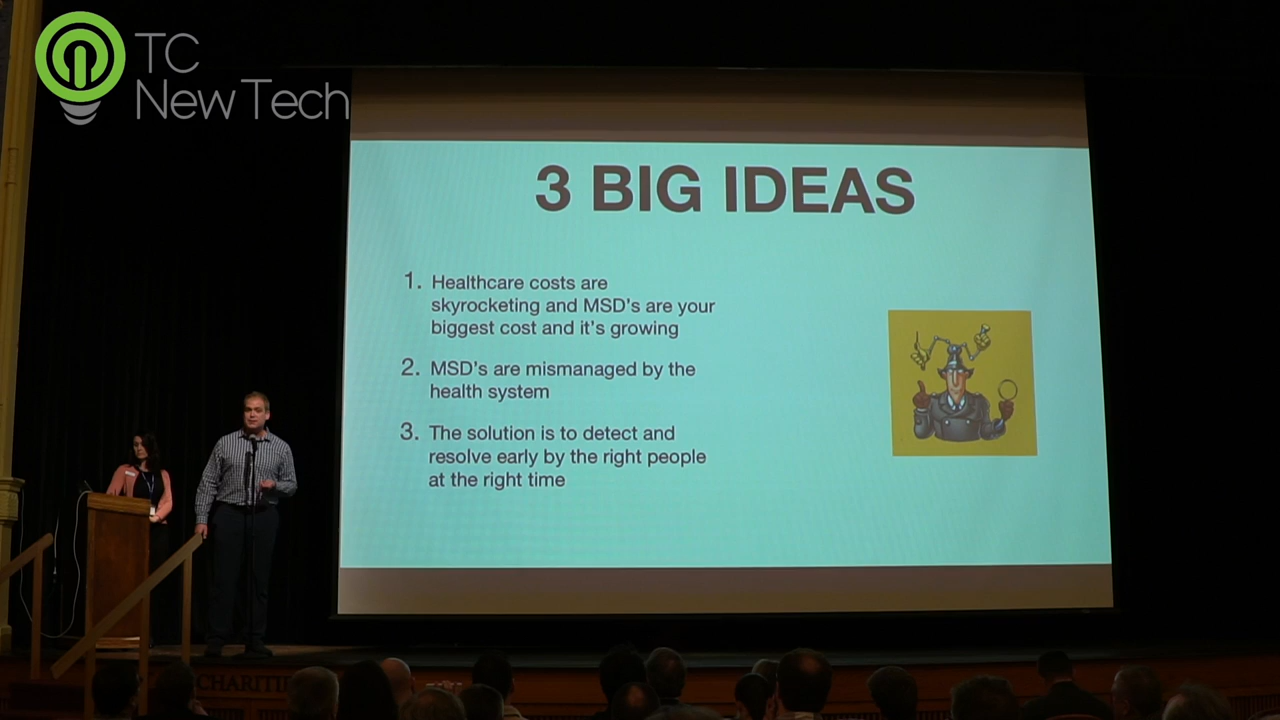 TC
NewTech
3 BIG IDEAS
1. Healthcare costs are
skyrocketing and MSD's are your
biggest cost and it's growing
2. MSD's are mismanaged by the
health system
3. The solution is to detect and
resolve early by the right people
at the right time